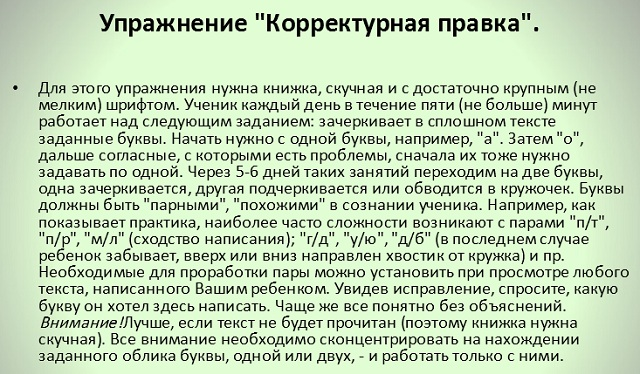 Упражнение "Корректурная правка".
• Для этого упражнения нужна книжка, скучная и с достаточно крупным (не
мелким) шрифтом. Ученик каждый день в течение пяти (не больше) минут
работает над следующим заданием: зачеркивает в сплошном тексте
заданные буквы. Начать нужно с одной буквы, например, "а". Затем "о",
дальше согласные, с которыми есть проблемы, сначала их тоже нужно
задавать по одной. Через 5-6 дней таких занятий переходим на две буквы,
одна зачеркивается, другая подчеркивается или обводится в кружочек. Буквы
должны быть "парными", "похожими" в сознании ученика. Например, как
показывает практика, наиболее часто сложности возникают с парами "п/т",
"п/р", "м/л" (сходство написания); "г/д", "у/ю", "д/б" (в последнем случае
ребенок забывает, вверх или вниз направлен хвостик от кружка) и пр.
Необходимые для проработки пары можно установить при просмотре любого
текста, написанного Вашим ребенком. Увидев исправление, спросите, какую
букву он хотел здесь написать. Чаще же все понятно без объяснений.
Внимание!Лучше, если текст не будет прочитан (поэтому книжка нужна
скучная). Все внимание необходимо сконцентрировать на нахождении
заданного облика буквы, одной или двух, - и работать только с ними.